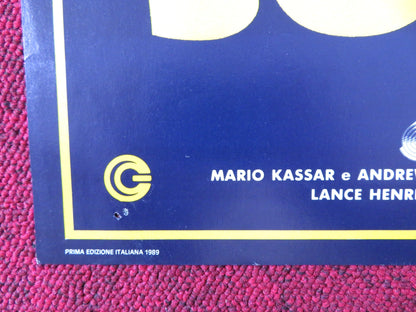 MARIO KASSAR e ANDREW
LANCE HENRI
PRIMA EDIZIONE ITALIANA 1989